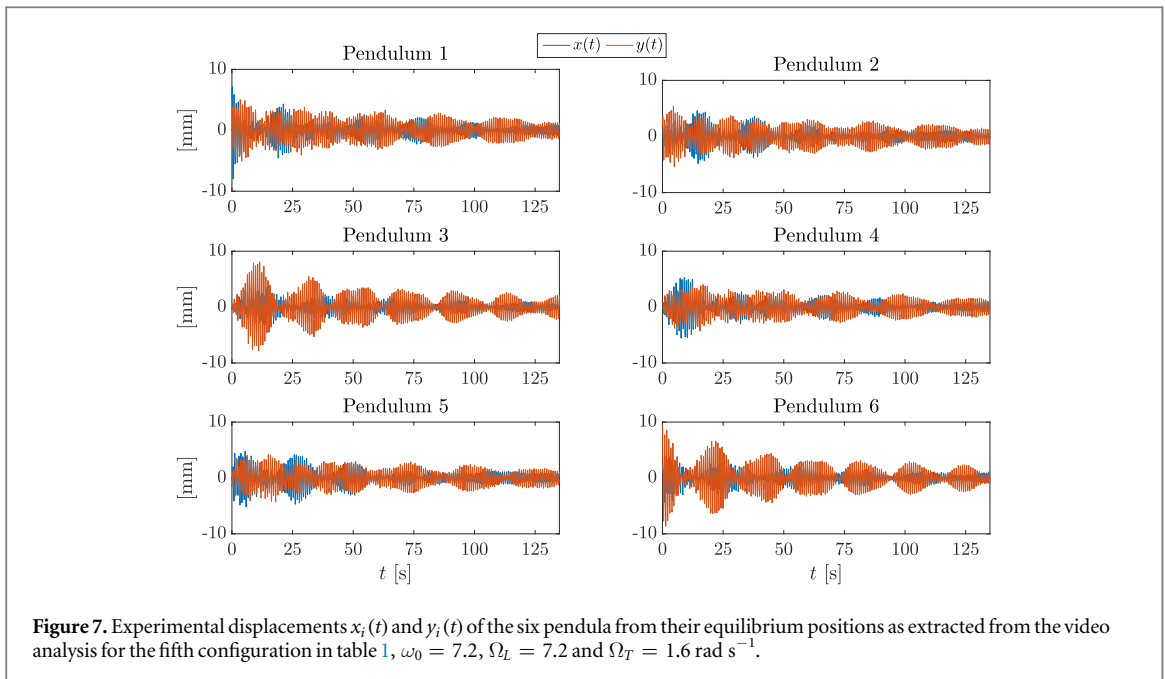 x(t) y(t)
Pendulum 1
Pendulum 2
10
0
-10
[mm]
0 25 50 75 100 125
10
0
-10
0 25 50 75 100 125
Pendulum 3
Pendulum 4
10
0
-10
[mm]
0 25 50 75 100 125
10
0
-10
0 25 50 75 100 125
Pendulum 5
Pendulum 6
10
0
-10
[mm]
0 25 50 75 100 125
t [s]
10
0
-10
0 25 50 75 100 125
t [s]
Figure 7. Experimental displacements xᵢ(t) and yᵢ(t) of the six pendula from their equilibrium positions as extracted from the video
analysis for the fifth configuration in table 1, ω₀ = 7.2, Ω_L = 7.2 and Ω_T = 1.6 rad s⁻¹.